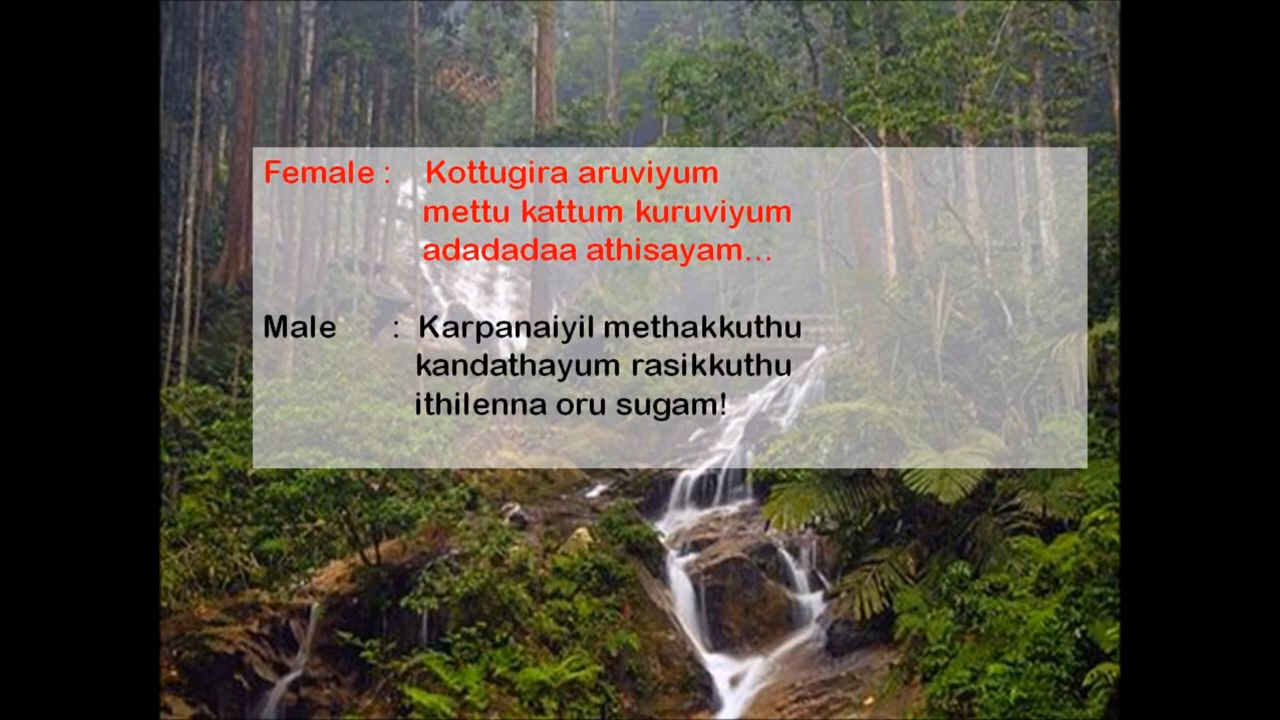 Female : Kottugira aruviyum
mettu kattum kuruviyum
adadadaa athisayam...
Male : Karpanaiyil methakkuthu
kandathayum rasikkuthu
ithilenna oru sugam!